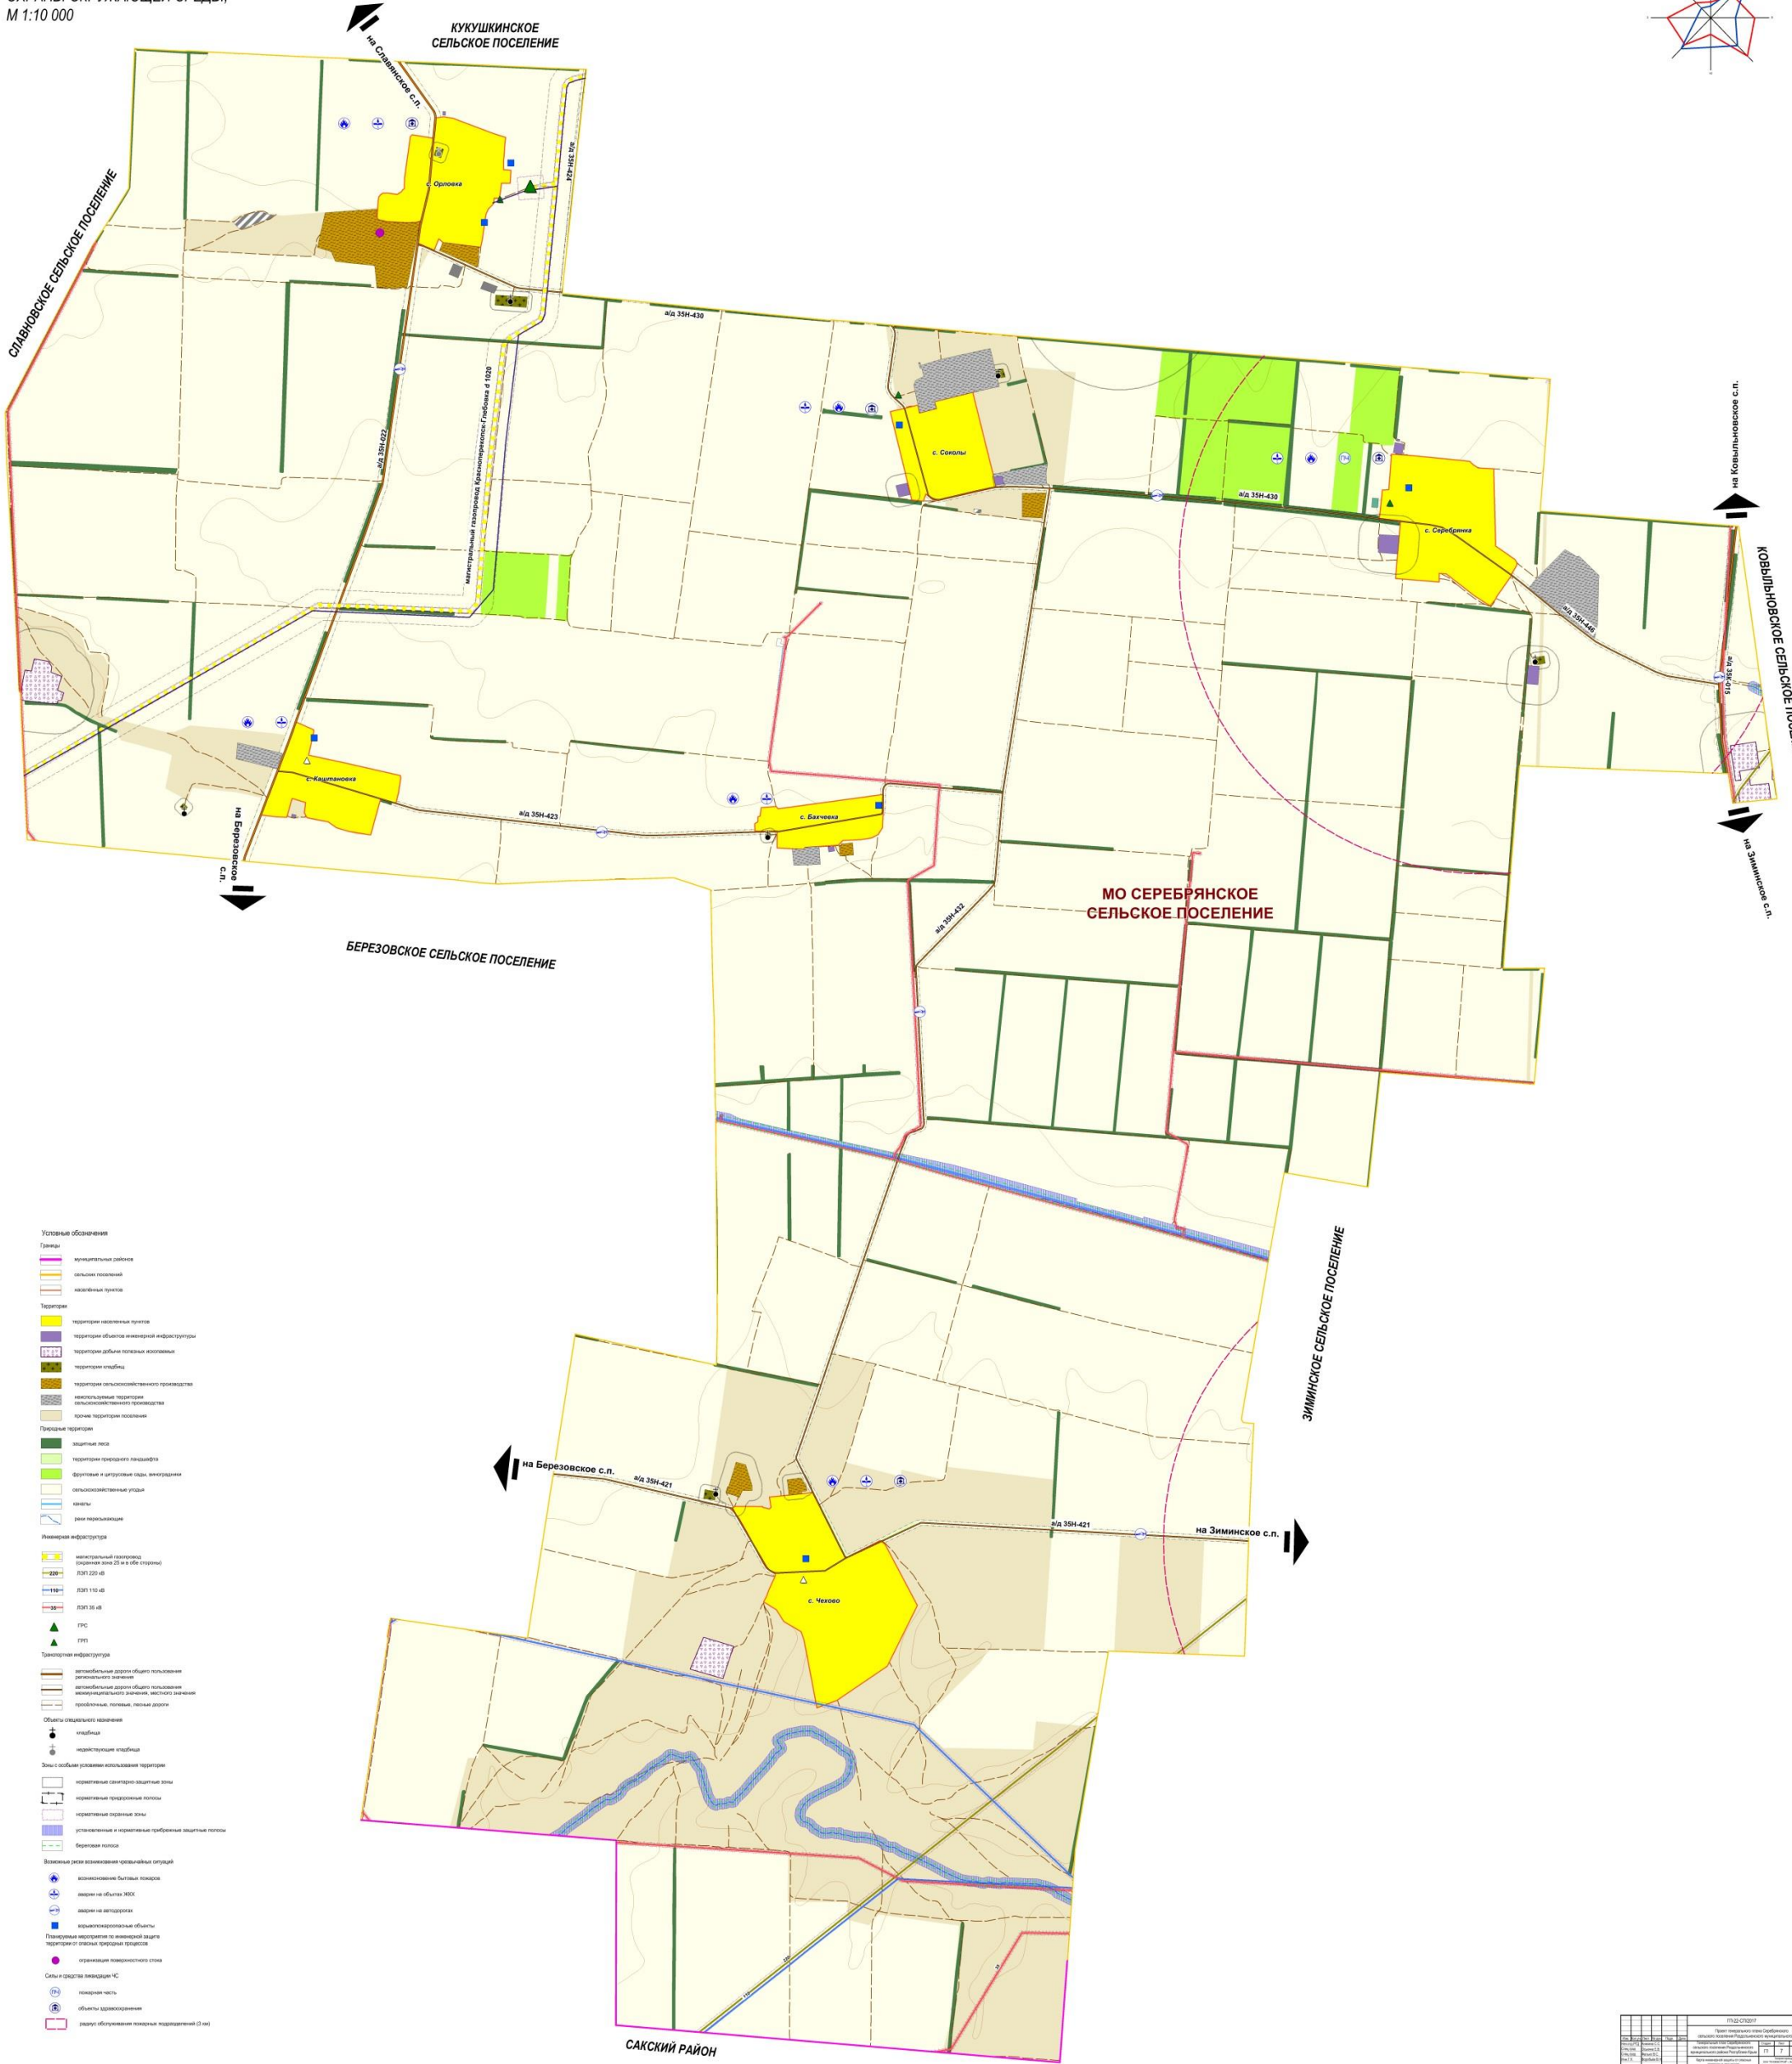 М 1:10 000
КУКУШКИНСКОЕ
СЕЛЬСКОЕ ПОСЕЛЕНИЕ
на Славянское с.п.
СЛАВНОВСКОЕ СЕЛЬСКОЕ ПОСЕЛЕНИЕ
с. Орловка
а/д 35Н-424
а/д 35Н-430
а/д 35Н-022
магистральный газопровод Красноперекопск-Глебовка d 1020
с. Соколы
а/д 35Н-430
с. Серебрянка
на Ковыльновское с.п.
а/д 35Н-446
а/д 35К-015
на Зиминское с.п.
с. Каштановка
на Березовское
с.п.
а/д 35Н-423
с. Бахчевка
а/д 35Н-432
МО СЕРЕБРЯНСКОЕ
СЕЛЬСКОЕ ПОСЕЛЕНИЕ
БЕРЕЗОВСКОЕ СЕЛЬСКОЕ ПОСЕЛЕНИЕ
ЗИМИНСКОЕ СЕЛЬСКОЕ ПОСЕЛЕНИЕ
на Березовское с.п.
а/д 35Н-421
а/д 35Н-421
на Зиминское с.п.
с. Чехово
САКСКИЙ РАЙОН
Условные обозначения
Границы
муниципальных районов
сельских поселений
населённых пунктов
Территории
территории населенных пунктов
территории объектов инженерной инфраструктуры
территории добычи полезных ископаемых
территории кладбищ
территории сельскохозяйственного производства
неиспользуемые территории
сельскохозяйственного производства
прочие территории поселения
Природные территории
защитные леса
территории природного ландшафта
фруктовые и цитрусовые сады, виноградники
сельскохозяйственные угодья
каналы
реки пересыхающие
Инженерная инфраструктура
магистральный газопровод
(охранная зона 25 м в обе стороны)
220 ЛЭП 220 кВ
110 ЛЭП 110 кВ
35 ЛЭП 35 кВ
ГРС
ГРП
Транспортная инфраструктура
автомобильные дороги общего пользования
регионального значения
автомобильные дороги общего пользования
межмуниципального значения, местного значения
просёлочные, полевые, лесные дороги
Объекты специального назначения
кладбища
недействующие кладбища
Зоны с особыми условиями использования территории
нормативные санитарно-защитные зоны
нормативные придорожные полосы
нормативные охранные зоны
установленные и нормативные прибрежные защитные полосы
береговая полоса
Возможные риски возникновения чрезвычайных ситуаций
возникновение бытовых пожаров
аварии на объектах ЖКХ
аварии на автодорогах
взрывопожароопасные объекты
Планируемые мероприятия по инженерной защите
территории от опасных природных процессов
организация поверхностного стока
Силы и средства ликвидации ЧС
ПЧ пожарная часть
объекты здравоохранения
радиус обслуживания пожарных подразделений (3 км)